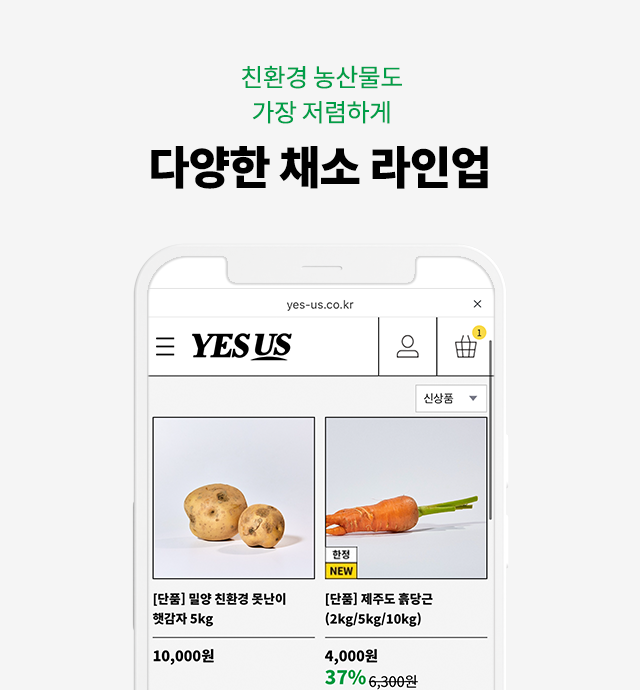 친환경 농산물도
가장 저렴하게
다양한 채소 라인업
yes-us.co.kr
YES US
1
신상품
한정
NEW
[단품] 밀양 친환경 못난이
햇감자 5kg
10,000원
[단품] 제주도 흙당근
(2kg/5kg/10kg)
4,000원
37% 6,300원